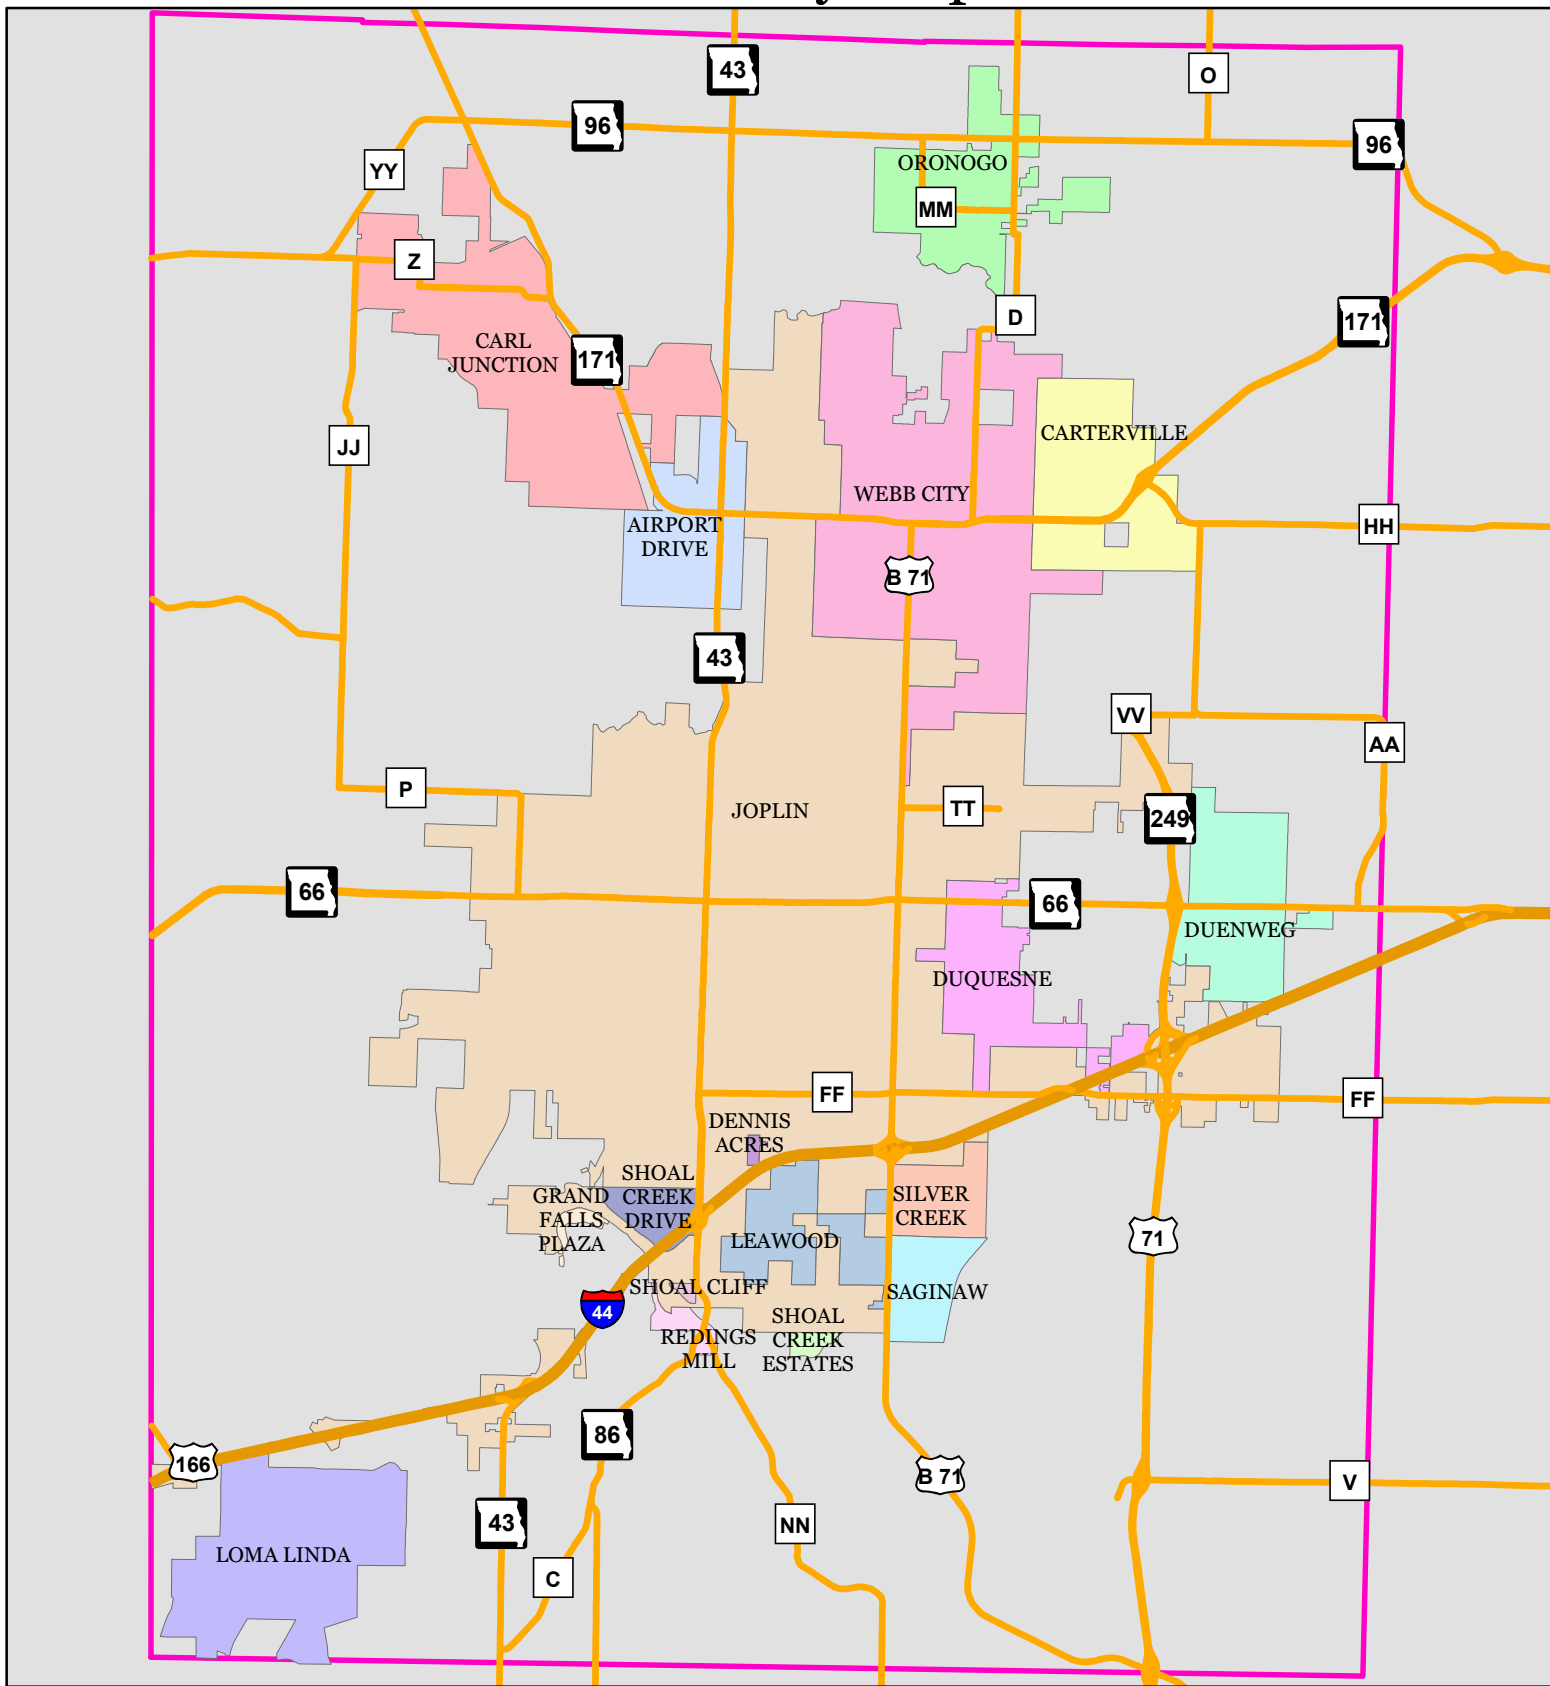 43
O
96
96
YY
ORONOGO
MM
Z
D
171
CARL
JUNCTION
171
CARTERVILLE
JJ
WEBB CITY
AIRPORT
DRIVE
HH
B 71
43
VV
AA
P
JOPLIN
TT
249
66
66
DUENWEG
DUQUESNE
FF
FF
DENNIS
ACRES
SHOAL
CREEK
DRIVE
GRAND
FALLS
PLAZA
SILVER
CREEK
LEAWOOD
71
SHOAL CLIFF
SAGINAW
44
SHOAL
CREEK
ESTATES
REDINGS
MILL
86
166
B 71
V
43
NN
LOMA LINDA
C